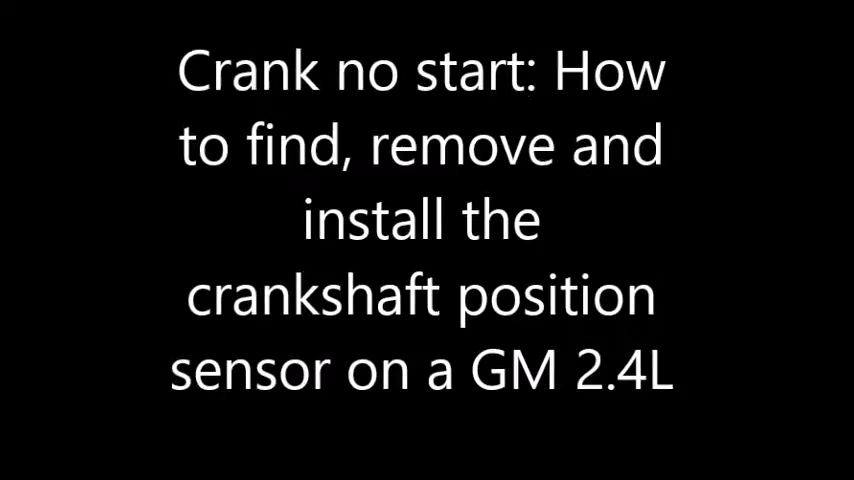 Crank no start: How
to find, remove and
install the
crankshaft position
sensor on a GM 2.4L